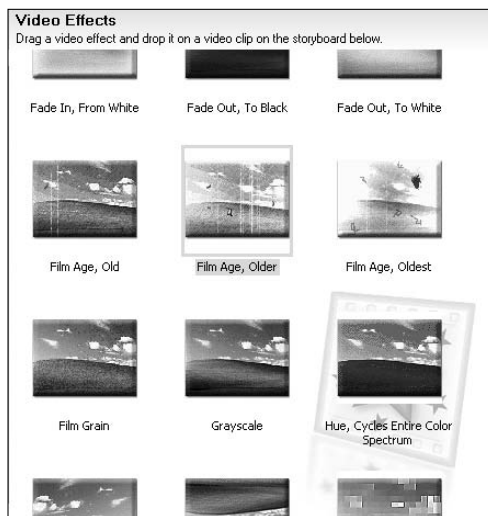 Video Effects
Drag a video effect and drop it on a video clip on the storyboard below.
Fade In, From White
Fade Out, To Black
Fade Out, To White
Film Age, Old
Film Age, Older
Film Age, Oldest
Film Grain
Grayscale
Hue, Cycles Entire Color
Spectrum